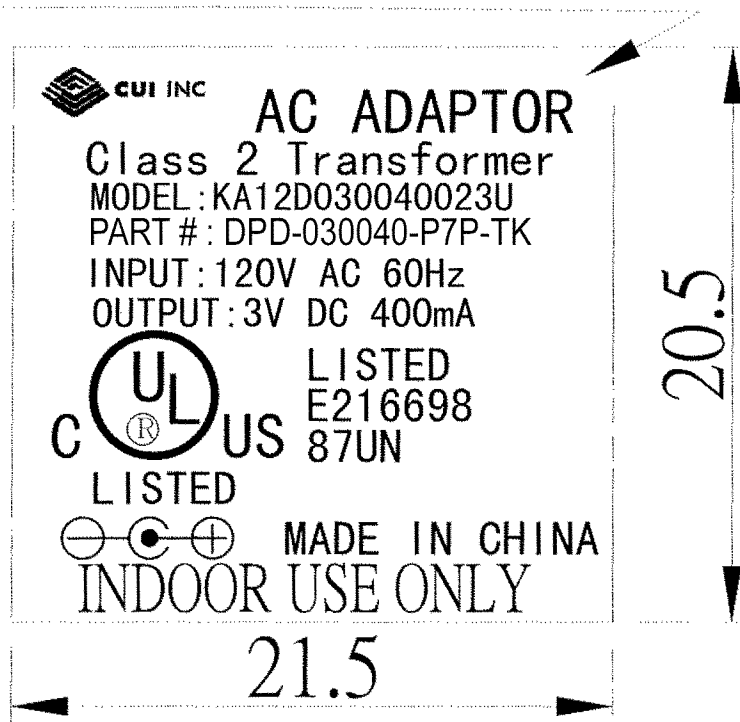 CUI INC
AC ADAPTOR
Class 2 Transformer
MODEL:KA12D030040023U
PART #: DPD-030040-P7P-TK
INPUT:120V AC 60Hz
OUTPUT:3V DC 400mA
UL ®
C US
LISTED
LISTED
E216698
87UN
MADE IN CHINA
INDOOR USE ONLY
20.5
21.5